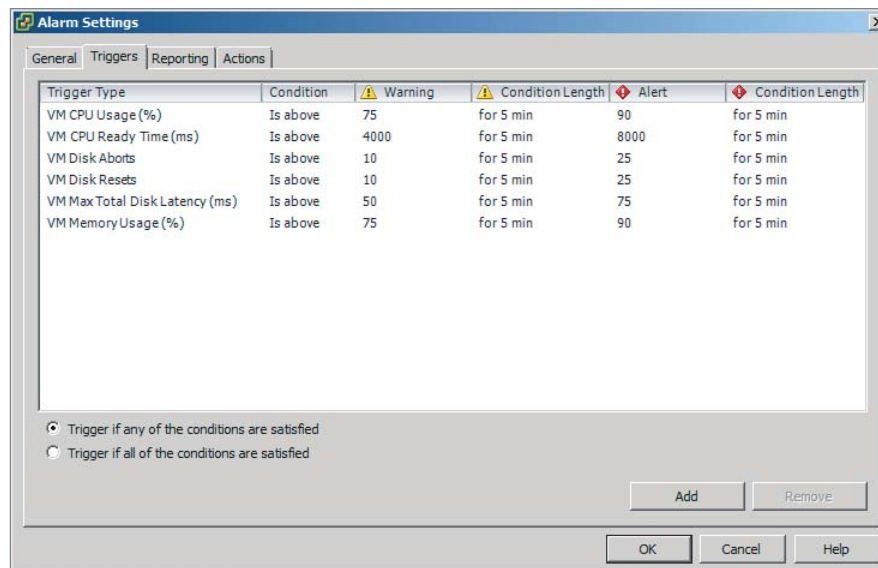 Alarm Settings
General Triggers Reporting Actions
Trigger Type Condition Warning Condition Length Alert Condition Length
VM CPU Usage (%) Is above 75 for 5 min 90 for 5 min
VM CPU Ready Time (ms) Is above 4000 for 5 min 8000 for 5 min
VM Disk Aborts Is above 10 for 5 min 25 for 5 min
VM Disk Resets Is above 10 for 5 min 25 for 5 min
VM Max Total Disk Latency (ms) Is above 50 for 5 min 75 for 5 min
VM Memory Usage (%) Is above 75 for 5 min 90 for 5 min
Trigger if any of the conditions are satisfied
Trigger if all of the conditions are satisfied
Add Remove
OK Cancel Help